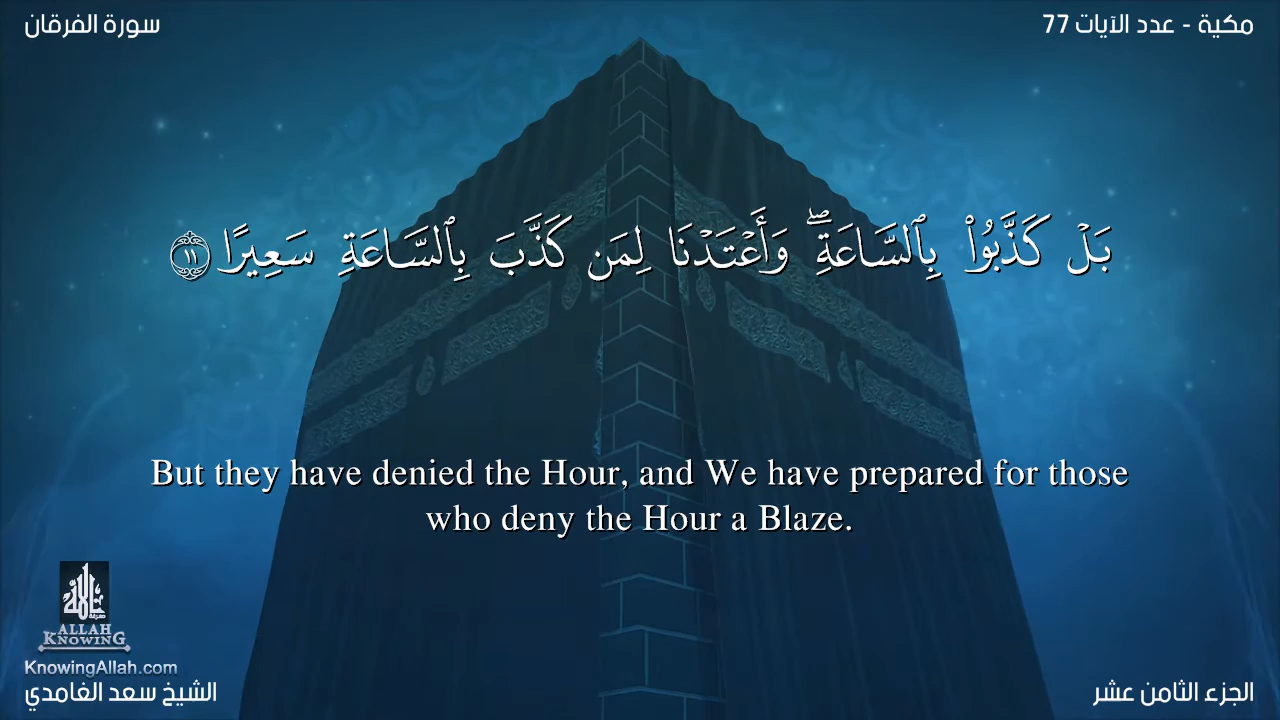 سورة الفرقان
مكية - عدد الآيات 77
بَلْ كَذَّبُوا۟ بِٱلسَّاعَةِ ۖ وَأَعْتَدْنَا لِمَن كَذَّبَ بِٱلسَّاعَةِ سَعِيرًا ١١
But they have denied the Hour, and We have prepared for those
who deny the Hour a Blaze.
معرفة الله
ALLAH
KNOWING
KnowingAllah.com
الشيخ سعد الغامدي
الجزء الثامن عشر